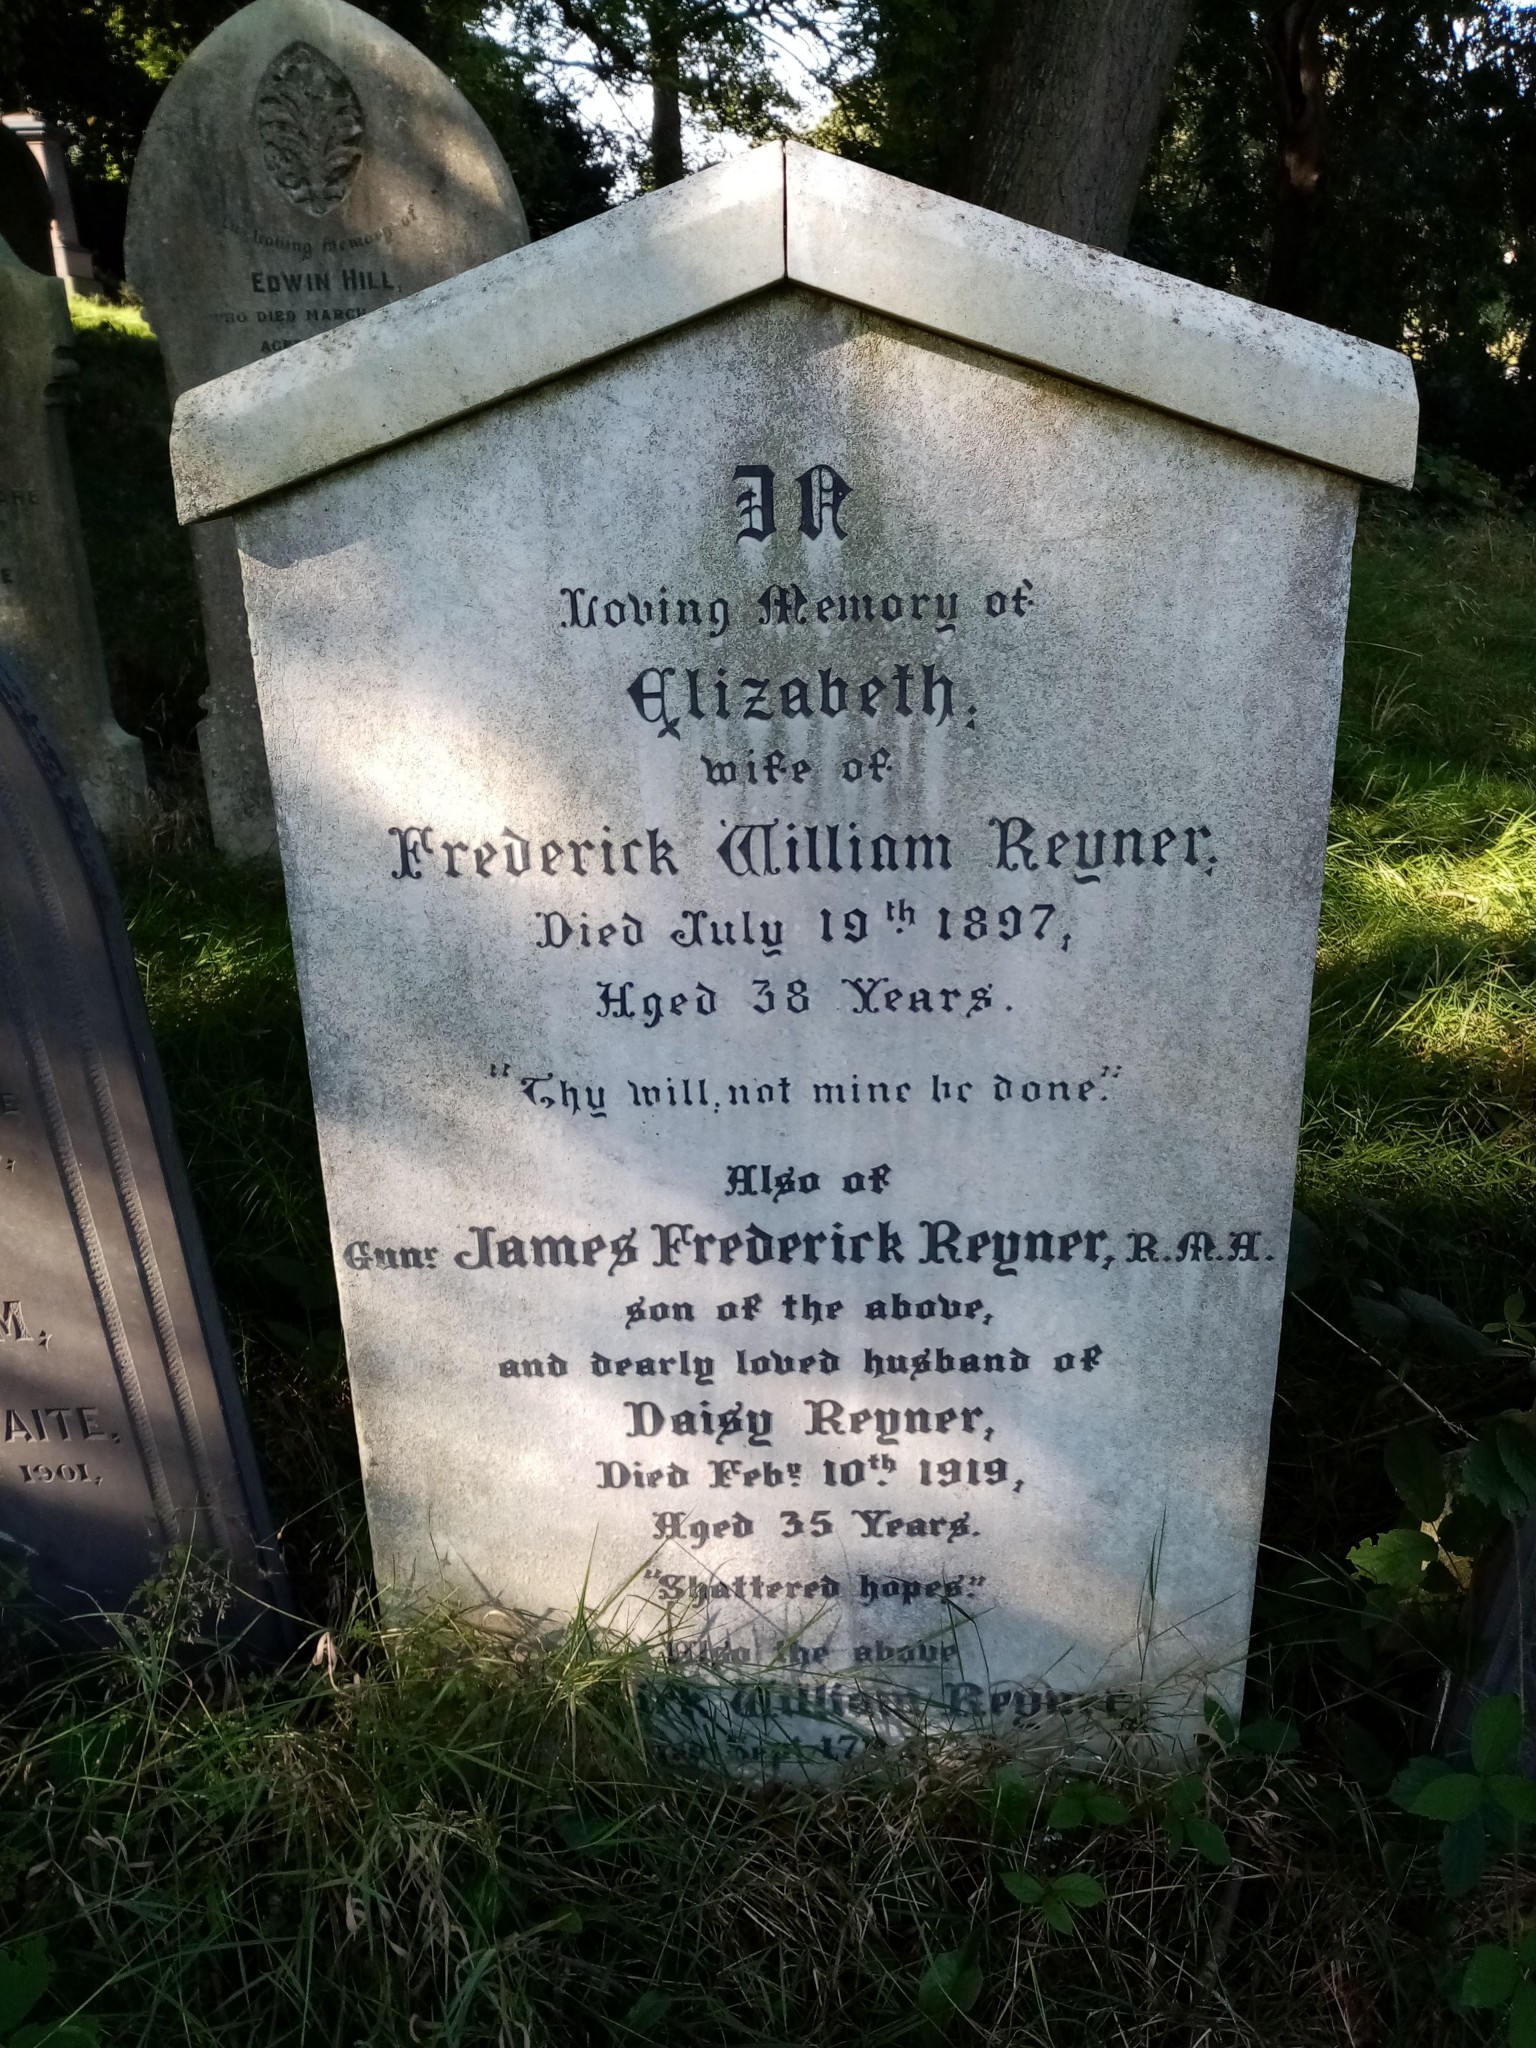 In loving memory of
EDWIN HILL,
WHO DIED MARCH
IN
Loving Memory of
Elizabeth,
wife of
Frederick William Reyner,
Died July 19th 1897,
Aged 38 Years.
"Thy will, not mine be done."
Also of
Gunr James Frederick Reyner, R.M.A.
son of the above,
and dearly loved husband of
Daisy Reyner,
Died Feby 10th 1919,
Aged 35 Years.
"Shattered hopes."
Also the above
William Reyner
Sept 17
AITE,
1901,